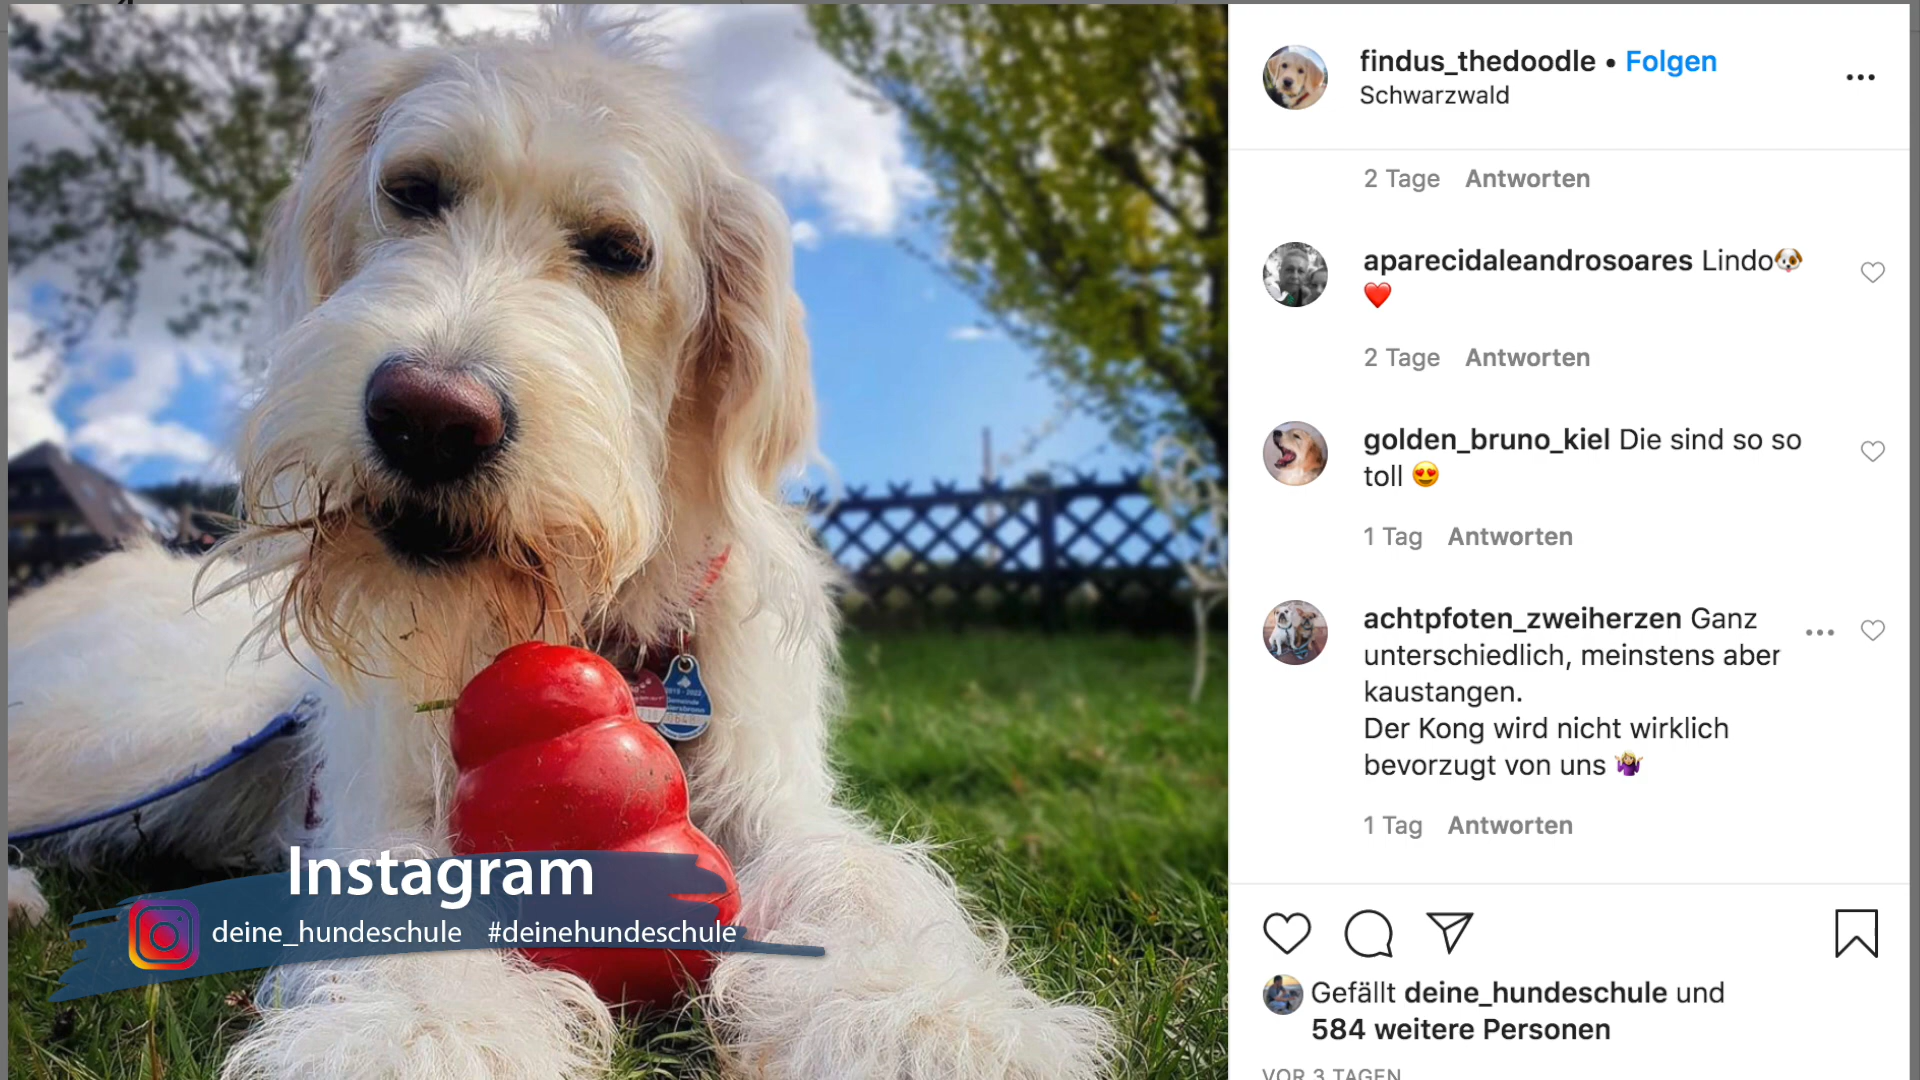 findus_thedoodle • Folgen
Schwarzwald
2 Tage Antworten
aparecidaleandrosoares Lindo🐶
❤️
2 Tage Antworten
golden_bruno_kiel Die sind so so
toll 😍
1 Tag Antworten
achtpfoten_zweiherzen Ganz
unterschiedlich, meinstens aber
kaustangen.
Der Kong wird nicht wirklich
bevorzugt von uns 🤷🏼‍♀️
1 Tag Antworten
Gefällt deine_hundeschule und
584 weitere Personen
VOR 3 TAGEN
Instagram
deine_hundeschule #deinehundeschule